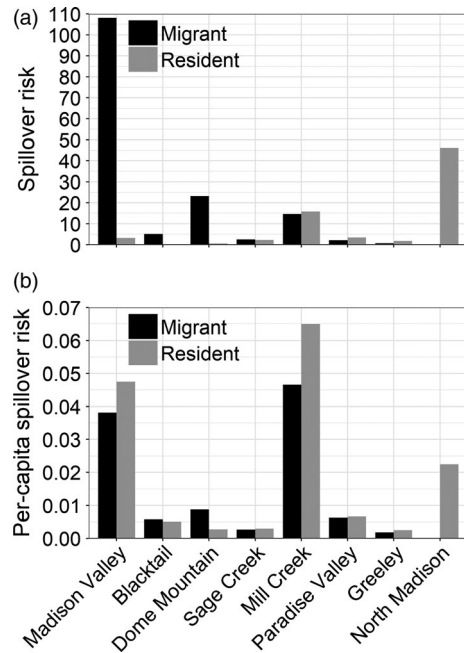 (a)
Spillover risk
110
100
90
80
70
60
50
40
30
20
10
0
Migrant
Resident
(b)
Per-capita spillover risk
0.07
0.06
0.05
0.04
0.03
0.02
0.01
0.00
Migrant
Resident
Madison Valley
Blacktail
Dome Mountain
Sage Creek
Mill Creek
Paradise Valley
Greeley
North Madison